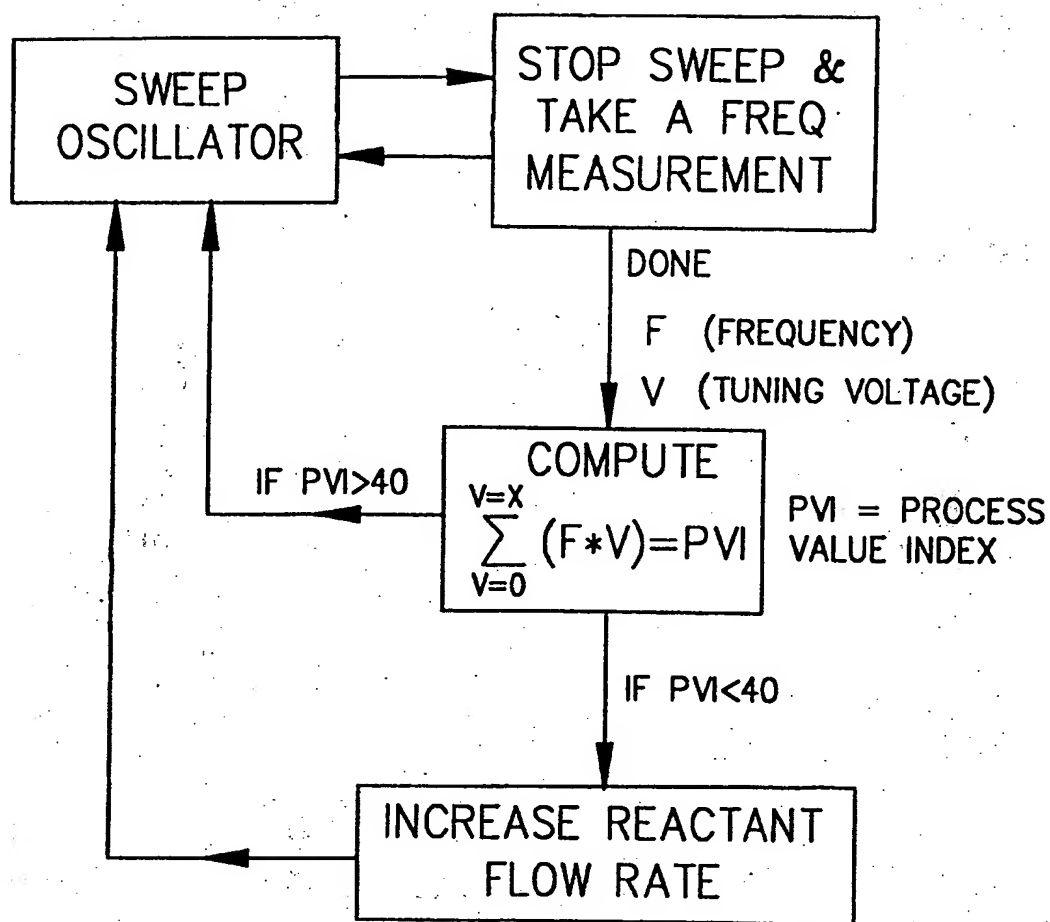 SWEEP
OSCILLATOR
STOP SWEEP &
TAKE A FREQ
MEASUREMENT
DONE
F (FREQUENCY)
V (TUNING VOLTAGE)
IF PVI>40
COMPUTE
V=X
∑ (F*V)=PVI
V=0
PVI = PROCESS
VALUE INDEX
IF PVI<40
INCREASE REACTANT
FLOW RATE